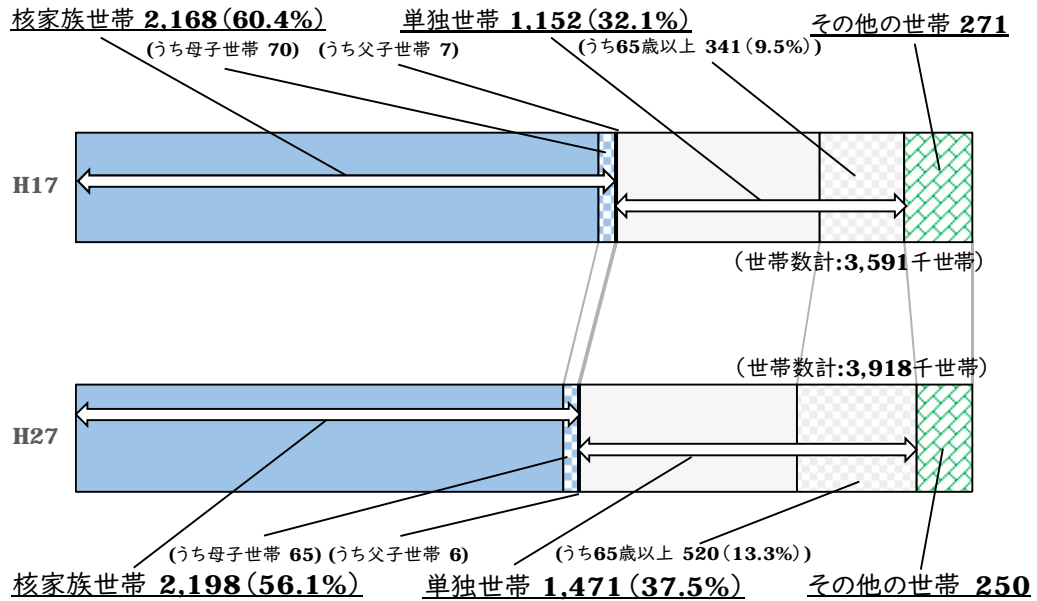 核家族世帯 2,168(60.4%)
単独世帯 1,152(32.1%)
その他の世帯 271
(うち母子世帯 70)
(うち父子世帯 7)
(うち65歳以上 341(9.5%))
H17
(世帯数計:3,591千世帯)
(世帯数計:3,918千世帯)
H27
(うち母子世帯 65)
(うち父子世帯 6)
(うち65歳以上 520(13.3%))
核家族世帯 2,198(56.1%)
単独世帯 1,471(37.5%)
その他の世帯 250